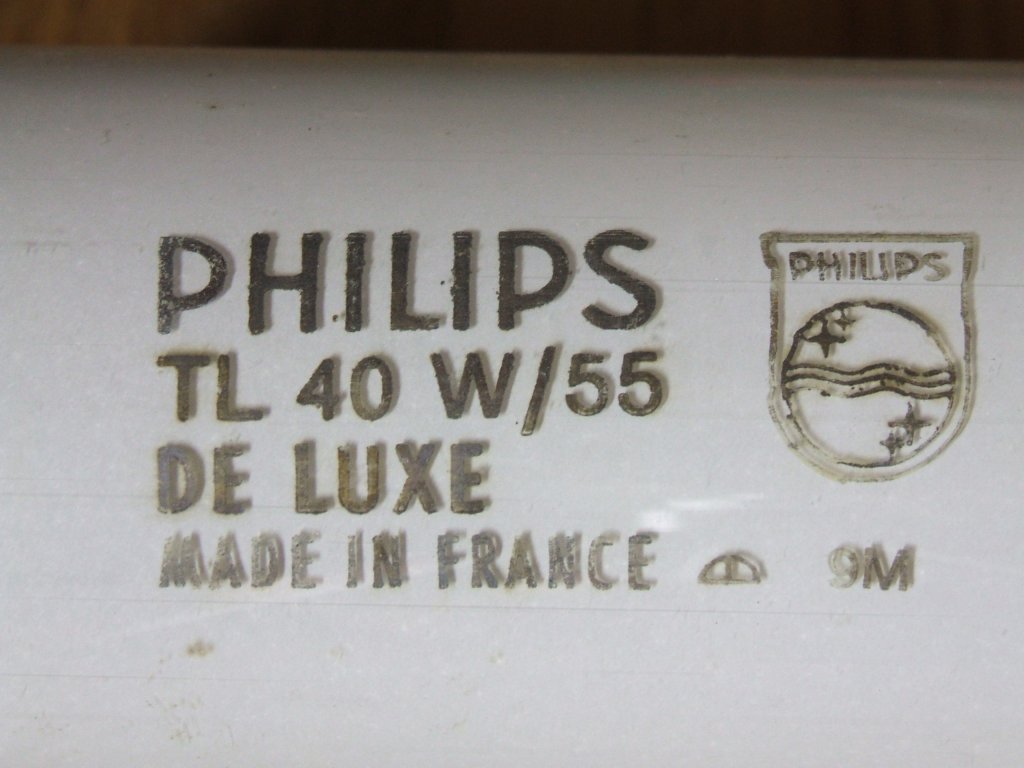 PHILIPS
TL 40 W/55
DE LUXE
MADE IN FRANCE 9M
PHILIPS